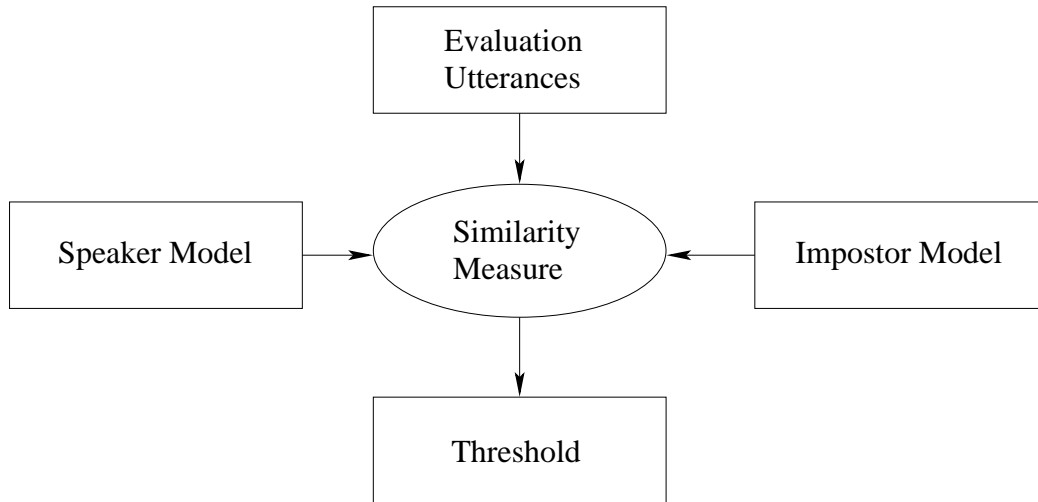 Evaluation
Utterances
Speaker Model
Similarity
Measure
Impostor Model
Threshold